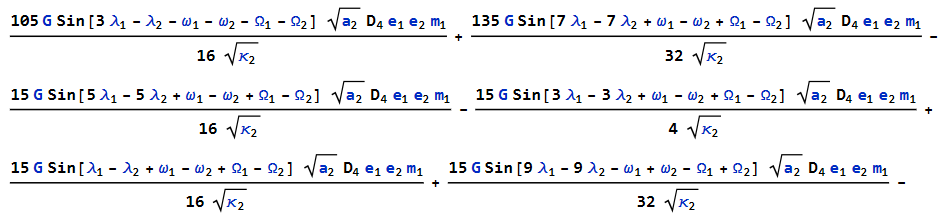 105 G Sin[3 λ₁ − λ₂ − ω₁ − ω₂ − Ω₁ − Ω₂] √a₂ D₄ e₁ e₂ m₁ / 16 √κ₂ + 135 G Sin[7 λ₁ − 7 λ₂ + ω₁ − ω₂ + Ω₁ − Ω₂] √a₂ D₄ e₁ e₂ m₁ / 32 √κ₂ −
15 G Sin[5 λ₁ − 5 λ₂ + ω₁ − ω₂ + Ω₁ − Ω₂] √a₂ D₄ e₁ e₂ m₁ / 16 √κ₂ − 15 G Sin[3 λ₁ − 3 λ₂ + ω₁ − ω₂ + Ω₁ − Ω₂] √a₂ D₄ e₁ e₂ m₁ / 4 √κ₂ +
15 G Sin[λ₁ − λ₂ + ω₁ − ω₂ + Ω₁ − Ω₂] √a₂ D₄ e₁ e₂ m₁ / 16 √κ₂ + 15 G Sin[9 λ₁ − 9 λ₂ − ω₁ + ω₂ − Ω₁ + Ω₂] √a₂ D₄ e₁ e₂ m₁ / 32 √κ₂ −